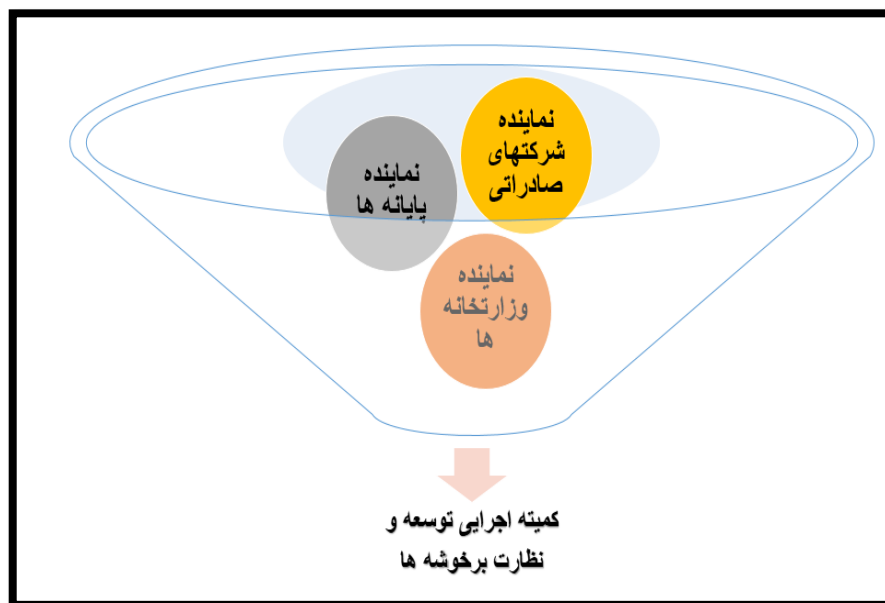 نماینده
شرکتهای
صادراتی
نماینده
پایانه ها
نماینده
وزارتخانه
ها
کمیته اجرایی توسعه و
نظارت برخوشه ها